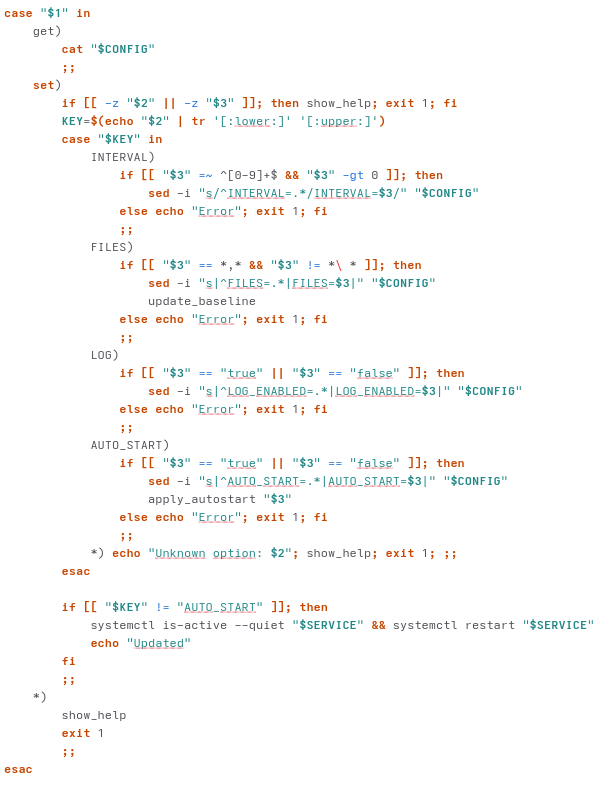 case "$1" in
    get)
        cat "$CONFIG"
        ;;
    set)
        if [[ -z "$2" || -z "$3" ]]; then show_help; exit 1; fi
        KEY=$(echo "$2" | tr '[:lower:]' '[:upper:]')
        case "$KEY" in
            INTERVAL)
                if [[ "$3" =~ ^[0-9]+$ && "$3" -gt 0 ]]; then
                    sed -i "s/^INTERVAL=.*/INTERVAL=$3/" "$CONFIG"
                else echo "Error"; exit 1; fi
                ;;
            FILES)
                if [[ "$3" == *,* && "$3" != *\ * ]]; then
                    sed -i "s|^FILES=.*|FILES=$3|" "$CONFIG"
                    update_baseline
                else echo "Error"; exit 1; fi
                ;;
            LOG)
                if [[ "$3" == "true" || "$3" == "false" ]]; then
                    sed -i "s|^LOG_ENABLED=.*|LOG_ENABLED=$3|" "$CONFIG"
                else echo "Error"; exit 1; fi
                ;;
            AUTO_START)
                if [[ "$3" == "true" || "$3" == "false" ]]; then
                    sed -i "s|^AUTO_START=.*|AUTO_START=$3|" "$CONFIG"
                    apply_autostart "$3"
                else echo "Error"; exit 1; fi
                ;;
            *) echo "Unknown option: $2"; show_help; exit 1; ;;
        esac

        if [[ "$KEY" != "AUTO_START" ]]; then
            systemctl is-active --quiet "$SERVICE" && systemctl restart "$SERVICE"
            echo "Updated"
        fi
        ;;
    *)
        show_help
        exit 1
        ;;
esac